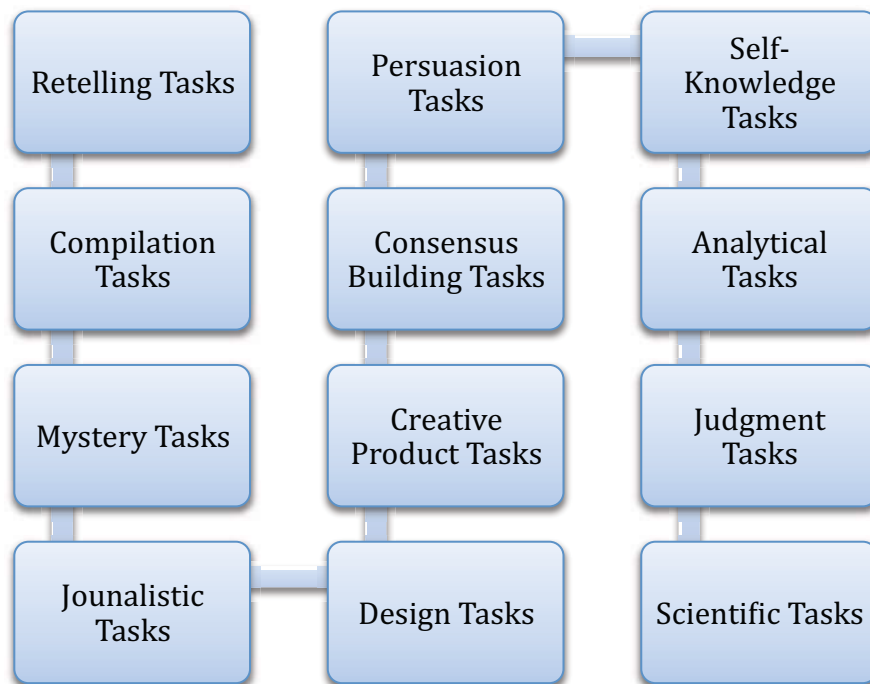 Retelling Tasks
Compilation
Tasks
Mystery Tasks
Jounalistic
Tasks
Design Tasks
Creative
Product Tasks
Consensus
Building Tasks
Persuasion
Tasks
Self-
Knowledge
Tasks
Analytical
Tasks
Judgment
Tasks
Scientific Tasks